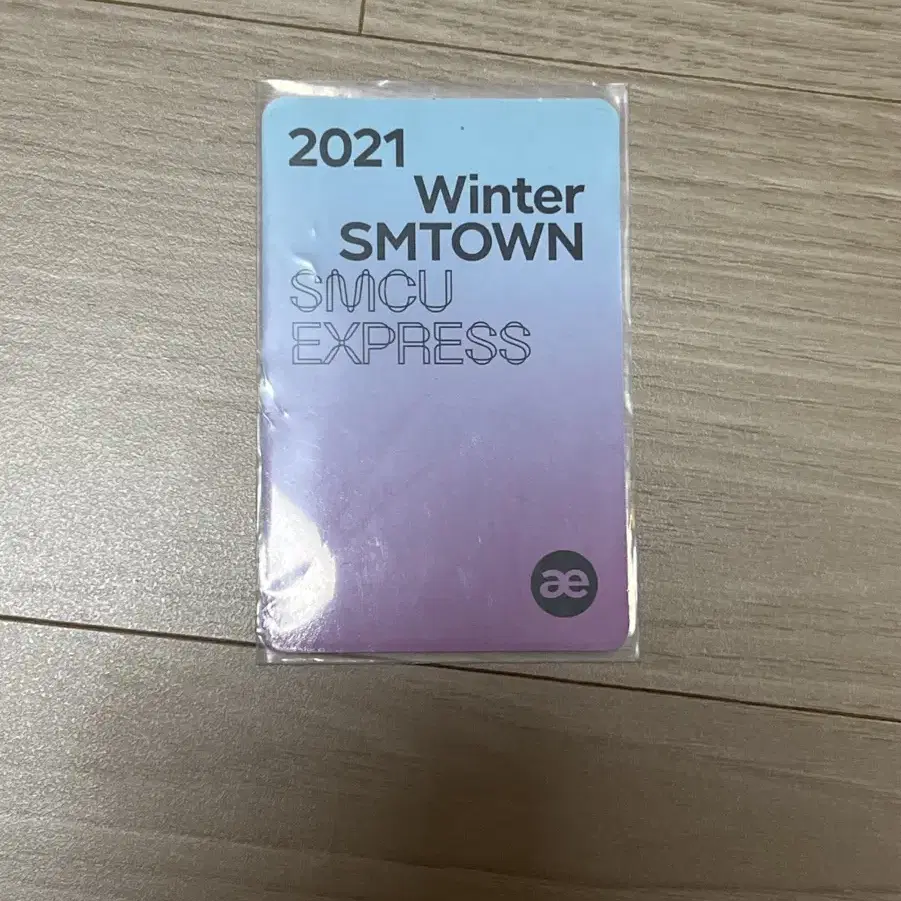 2021
Winter
SMTOWN
SMCU
EXPRESS
æ